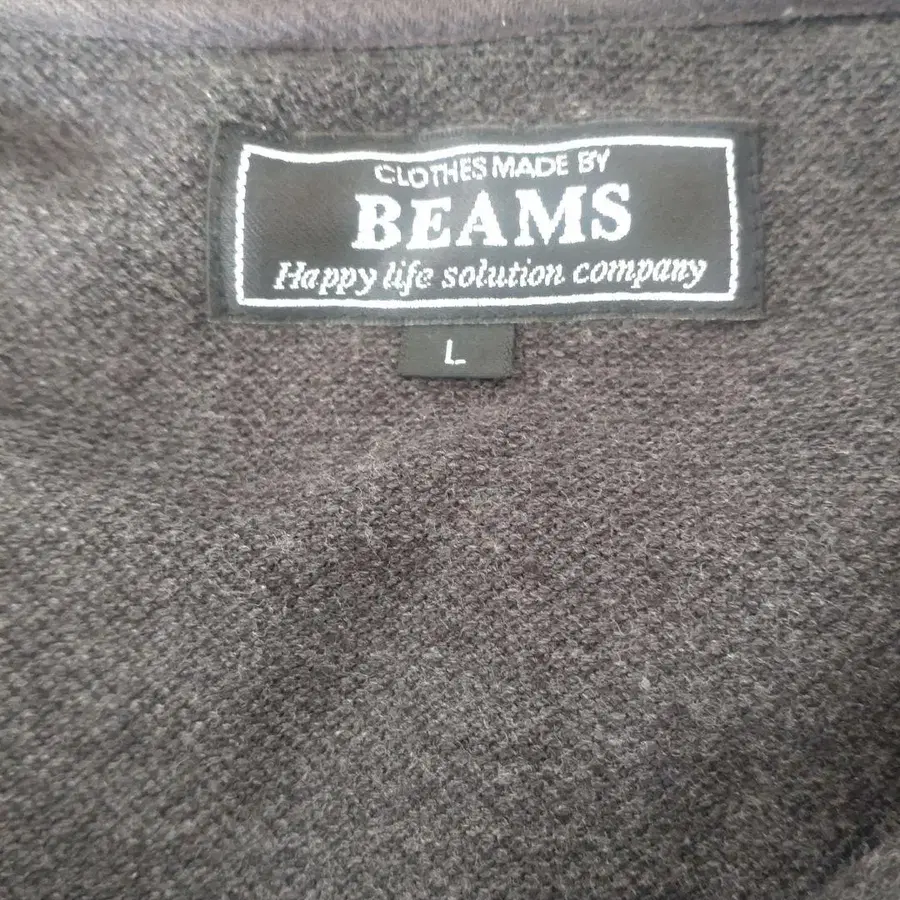 CLOTHES MADE BY
BEAMS
Happy life solution company
L